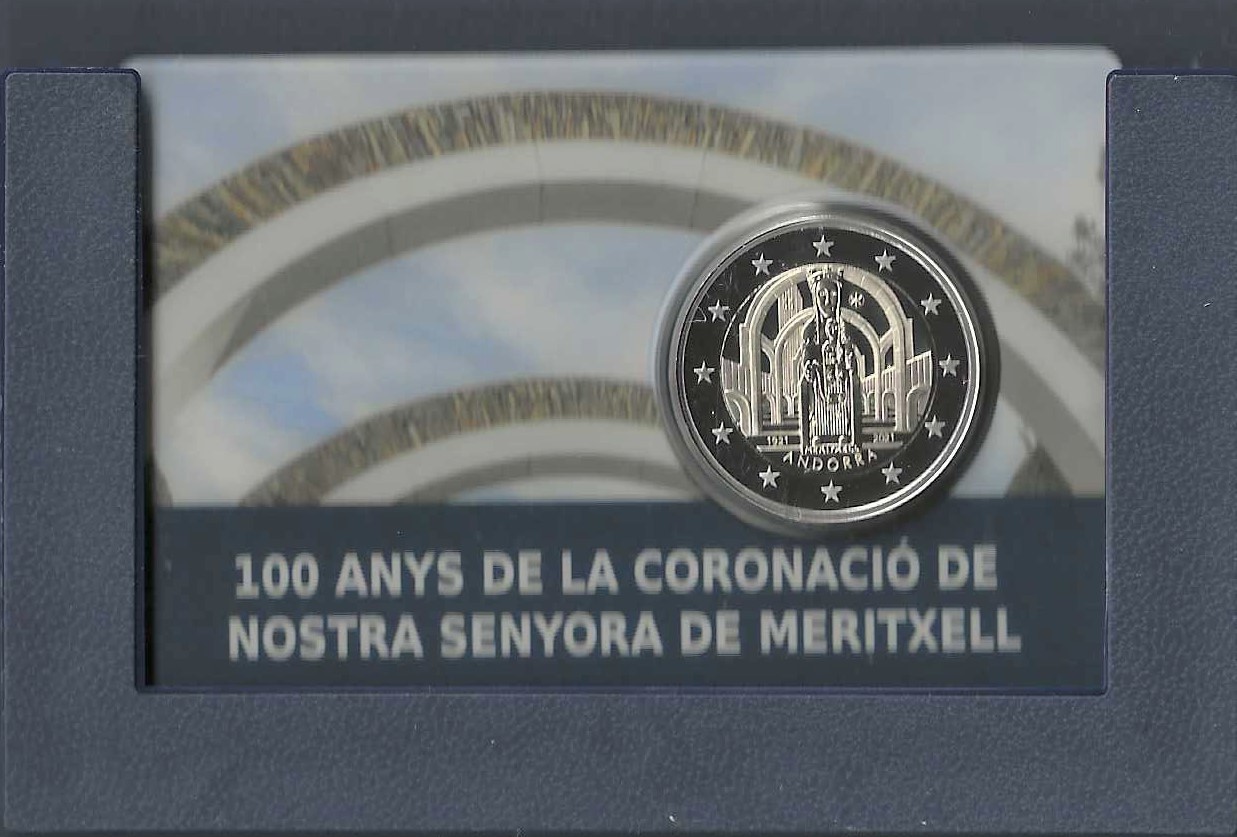 1921 2021
MERITXELL
ANDORRA
100 ANYS DE LA CORONACIÓ DE
NOSTRA SENYORA DE MERITXELL